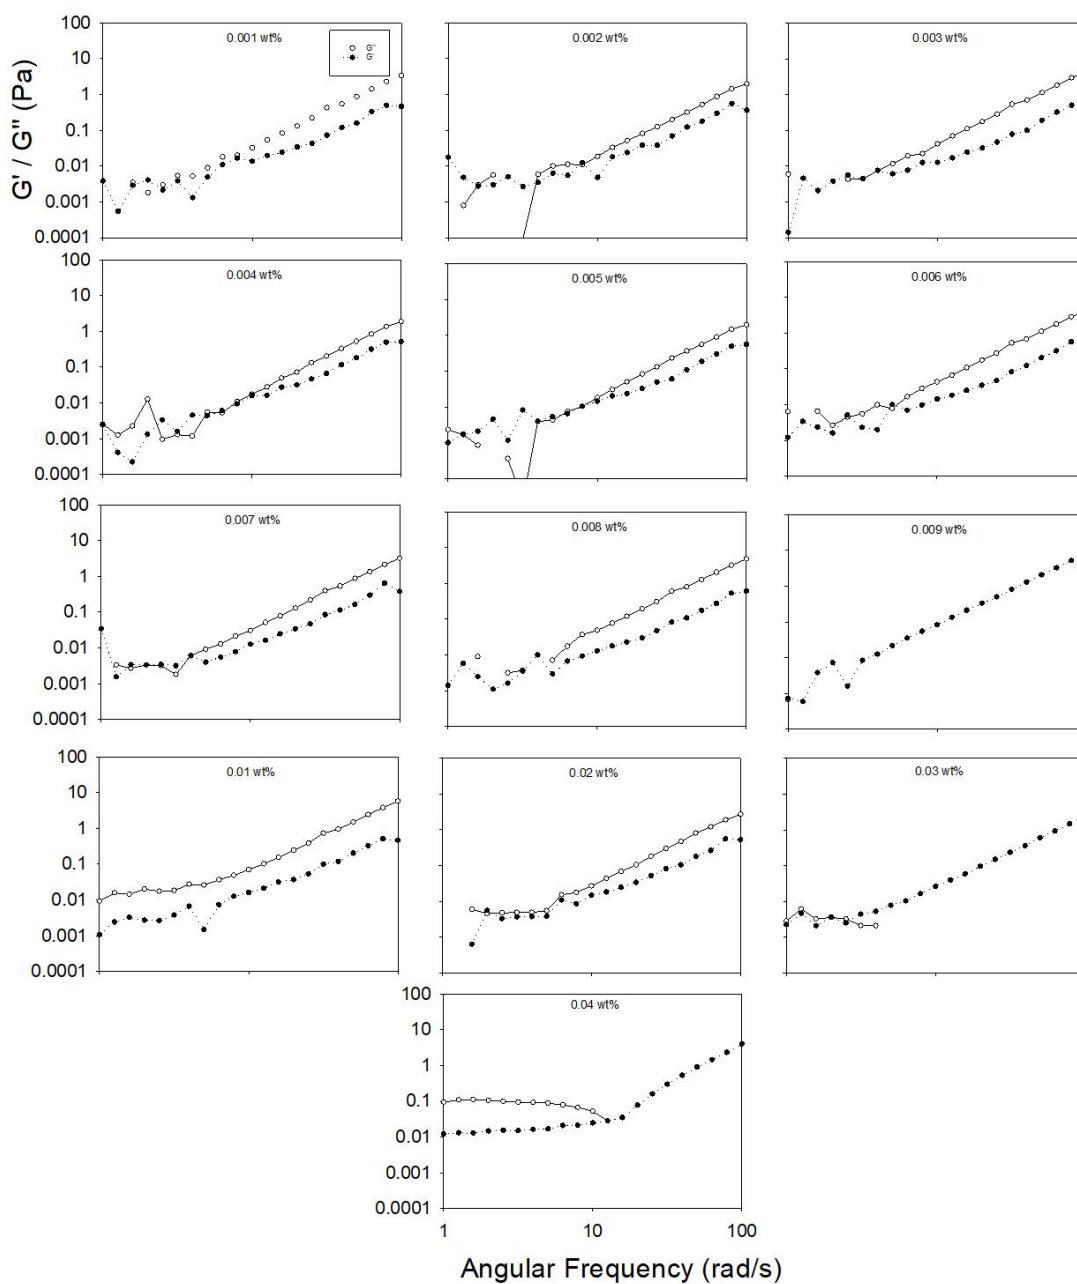 G' / G'' (Pa)
100
10
1
0.1
0.01
0.001
0.0001
0.001 wt%
G''
G'
0.002 wt%
0.003 wt%
100
10
1
0.1
0.01
0.001
0.0001
0.004 wt%
0.005 wt%
0.006 wt%
100
10
1
0.1
0.01
0.001
0.0001
0.007 wt%
0.008 wt%
0.009 wt%
100
10
1
0.1
0.01
0.001
0.0001
0.01 wt%
0.02 wt%
0.03 wt%
100
10
1
0.1
0.01
0.001
0.0001
0.04 wt%
1 10 100
Angular Frequency (rad/s)